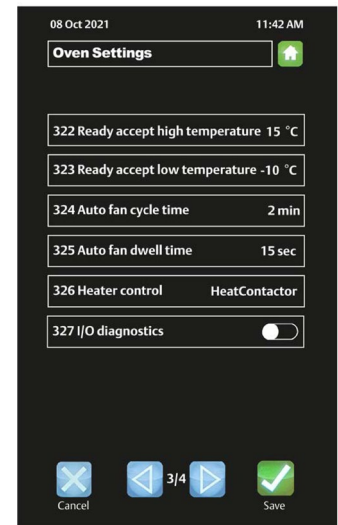 08 Oct 2021 11:42 AM
Oven Settings
322 Ready accept high temperature 15 °C
323 Ready accept low temperature -10 °C
324 Auto fan cycle time 2 min
325 Auto fan dwell time 15 sec
326 Heater control HeatContactor
327 I/O diagnostics
3/4
Cancel Save